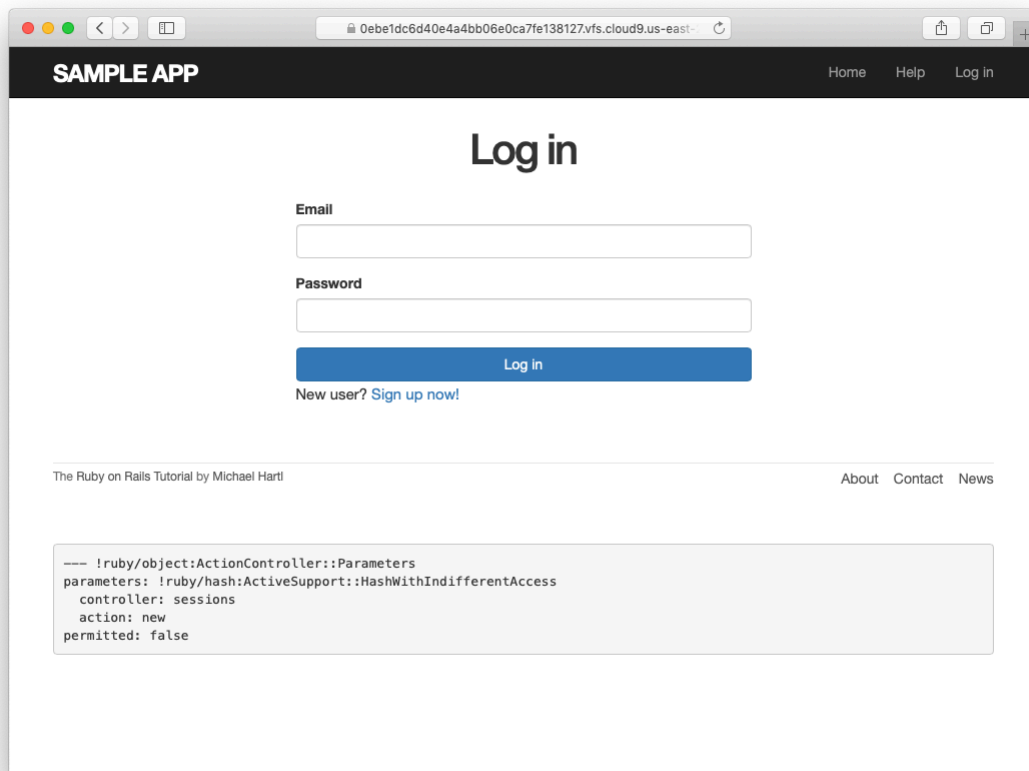 0ebe1dc6d40e4a4bb06e0ca7fe138127.vfs.cloud9.us-east-
SAMPLE APP Home Help Log in
Log in
Email
Password
Log in
New user? Sign up now!
The Ruby on Rails Tutorial by Michael Hartl About Contact News
--- !ruby/object:ActionController::Parameters
parameters: !ruby/hash:ActiveSupport::HashWithIndifferentAccess
  controller: sessions
  action: new
permitted: false